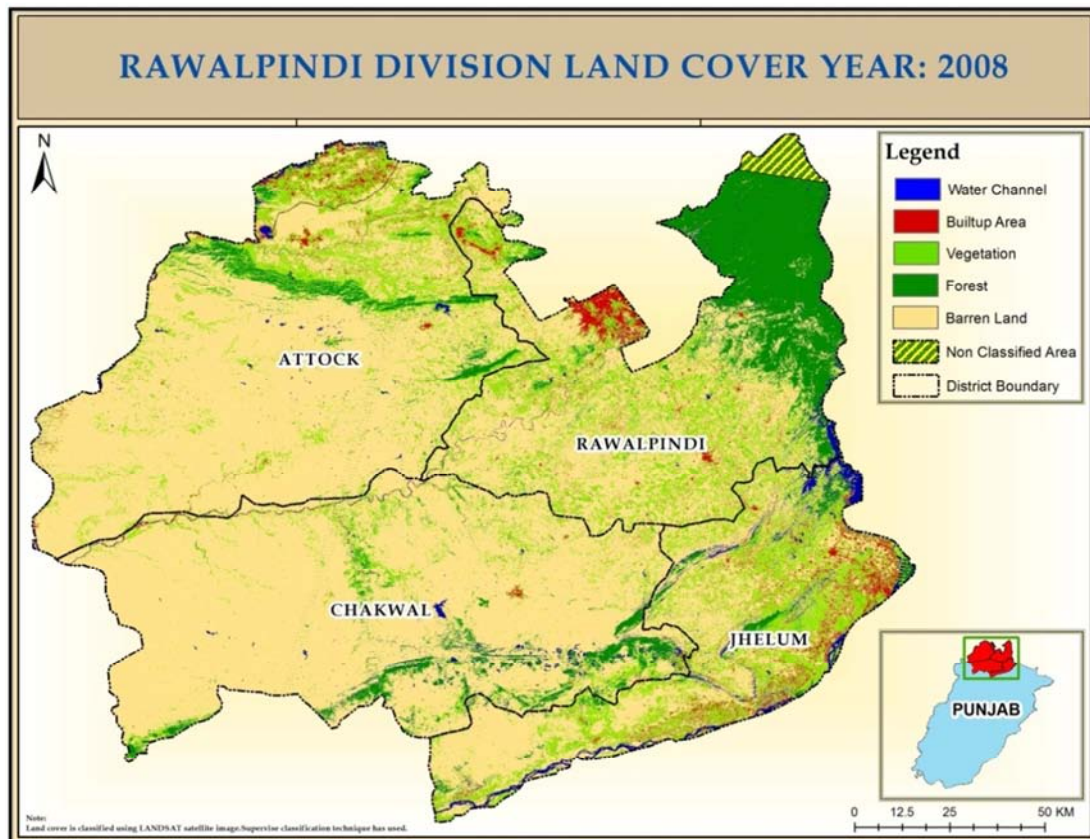 RAWALPINDI DIVISION LAND COVER YEAR: 2008
N
Legend
Water Channel
Builtup Area
Vegetation
Forest
Barren Land
Non Classified Area
District Boundary
ATTOCK
RAWALPINDI
CHAKWAL
JHELUM
PUNJAB
0 12.5 25 50 KM
Note:
Land cover is classified using LANDSAT satellite image.Supervise classification technique has used.